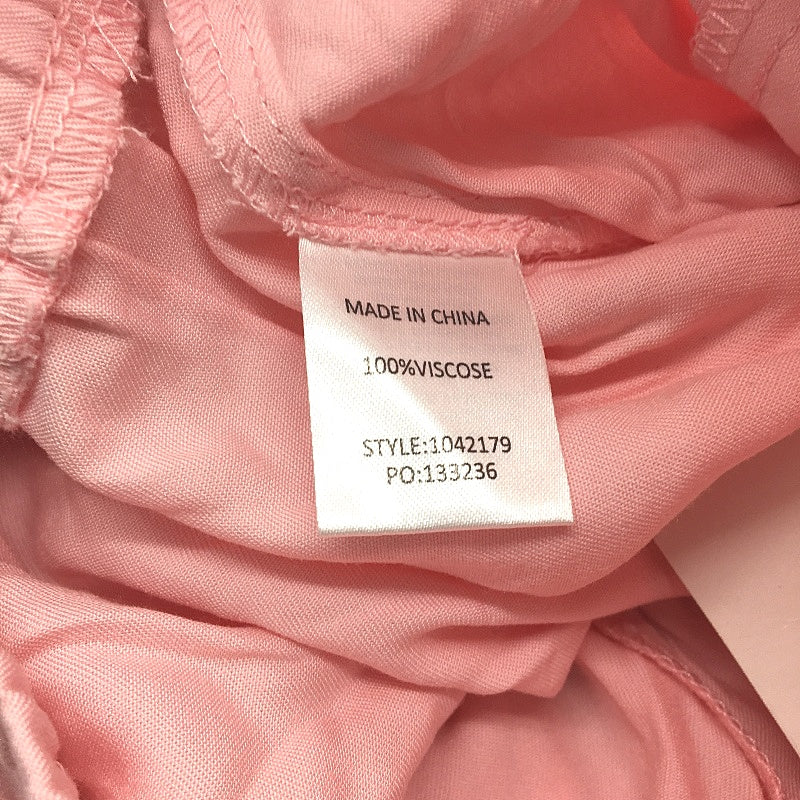 MADE IN CHINA
100%VISCOSE
STYLE:1042179
PO:133236